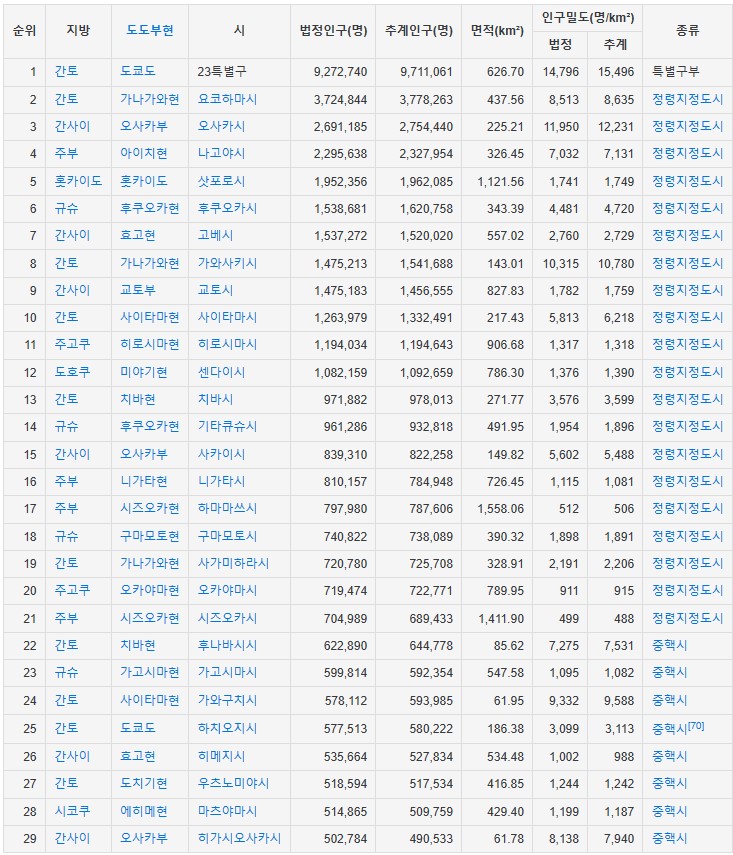 순위 지방 도도부현 시 법정인구(명) 추계인구(명) 면적(km²) 인구밀도(명/km²) 종류
법정 추계
1 간토 도쿄도 23특별구 9,272,740 9,711,061 626.70 14,796 15,496 특별구부
2 간토 가나가와현 요코하마시 3,724,844 3,778,263 437.56 8,513 8,635 정령지정도시
3 간사이 오사카부 오사카시 2,691,185 2,754,440 225.21 11,950 12,231 정령지정도시
4 주부 아이치현 나고야시 2,295,638 2,327,954 326.45 7,032 7,131 정령지정도시
5 홋카이도 홋카이도 삿포로시 1,952,356 1,962,085 1,121.56 1,741 1,749 정령지정도시
6 규슈 후쿠오카현 후쿠오카시 1,538,681 1,620,758 343.39 4,481 4,720 정령지정도시
7 간사이 효고현 고베시 1,537,272 1,520,020 557.02 2,760 2,729 정령지정도시
8 간토 가나가와현 가와사키시 1,475,213 1,541,688 143.01 10,315 10,780 정령지정도시
9 간사이 교토부 교토시 1,475,183 1,456,555 827.83 1,782 1,759 정령지정도시
10 간토 사이타마현 사이타마시 1,263,979 1,332,491 217.43 5,813 6,218 정령지정도시
11 주고쿠 히로시마현 히로시마시 1,194,034 1,194,643 906.68 1,317 1,318 정령지정도시
12 도호쿠 미야기현 센다이시 1,082,159 1,092,659 786.30 1,376 1,390 정령지정도시
13 간토 치바현 치바시 971,882 978,013 271.77 3,576 3,599 정령지정도시
14 규슈 후쿠오카현 기타큐슈시 961,286 932,818 491.95 1,954 1,896 정령지정도시
15 간사이 오사카부 사카이시 839,310 822,258 149.82 5,602 5,488 정령지정도시
16 주부 니가타현 니가타시 810,157 784,948 726.45 1,115 1,081 정령지정도시
17 주부 시즈오카현 하마마쓰시 797,980 787,606 1,558.06 512 506 정령지정도시
18 규슈 구마모토현 구마모토시 740,822 738,089 390.32 1,898 1,891 정령지정도시
19 간토 가나가와현 사가미하라시 720,780 725,708 328.91 2,191 2,206 정령지정도시
20 주고쿠 오카야마현 오카야마시 719,474 722,771 789.95 911 915 정령지정도시
21 주부 시즈오카현 시즈오카시 704,989 689,433 1,411.90 499 488 정령지정도시
22 간토 치바현 후나바시시 622,890 644,778 85.62 7,275 7,531 중핵시
23 규슈 가고시마현 가고시마시 599,814 592,354 547.58 1,095 1,082 중핵시
24 간토 사이타마현 가와구치시 578,112 593,985 61.95 9,332 9,588 중핵시
25 간토 도쿄도 하치오지시 577,513 580,222 186.38 3,099 3,113 중핵시[70]
26 간사이 효고현 히메지시 535,664 527,834 534.48 1,002 988 중핵시
27 간토 도치기현 우츠노미야시 518,594 517,534 416.85 1,244 1,242 중핵시
28 시코쿠 에히메현 마츠야마시 514,865 509,759 429.40 1,199 1,187 중핵시
29 간사이 오사카부 히가시오사카시 502,784 490,533 61.78 8,138 7,940 중핵시